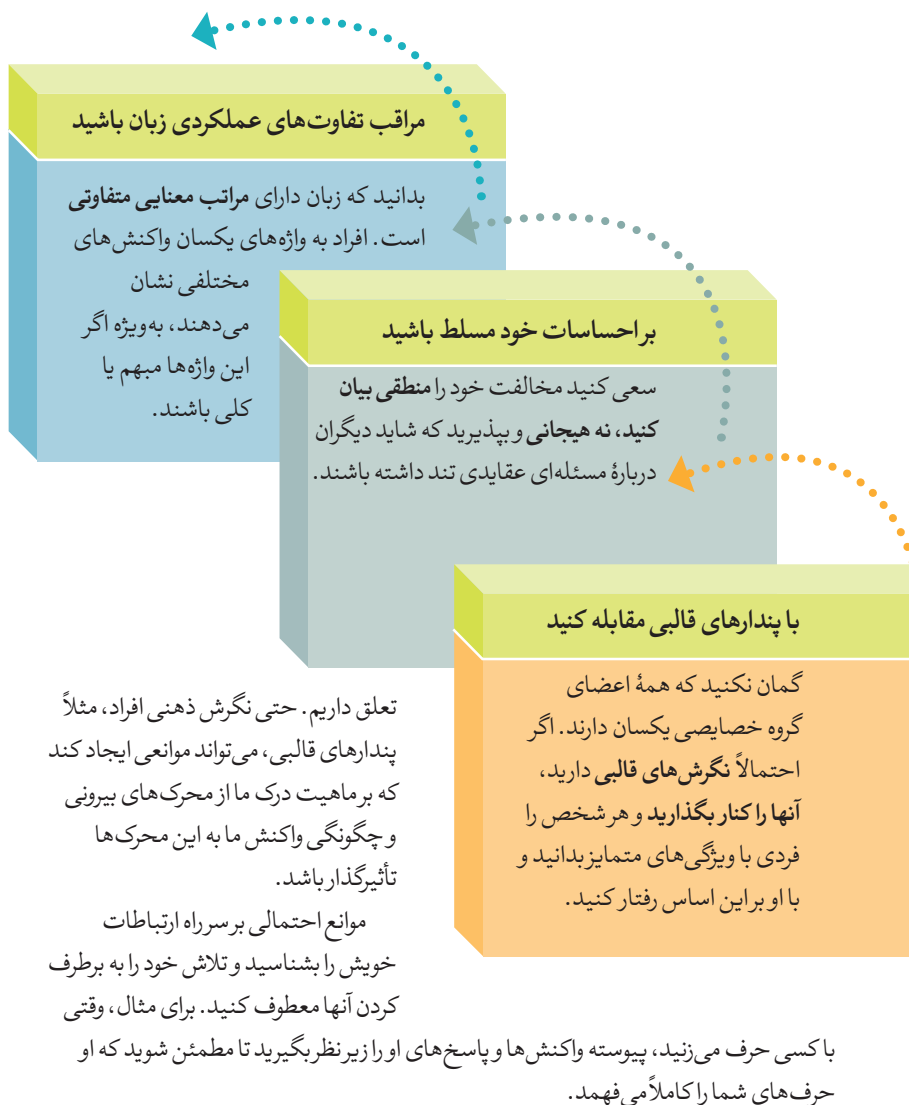 مراقب تفاوت‌های عملکردی زبان باشید
بدانید که زبان دارای مراتب معنایی متفاوتی
است. افراد به واژه‌های یکسان واکنش‌های
مختلفی نشان
می‌دهند، به‌ویژه اگر
این واژه‌ها مبهم یا
کلی باشند.
بر احساسات خود مسلط باشید
سعی کنید مخالفت خود را منطقی بیان
کنید، نه هیجانی و بپذیرید که شاید دیگران
دربارهٔ مسئله‌ای عقایدی تند داشته باشند.
با پندارهای قالبی مقابله کنید
گمان نکنید که همهٔ اعضای
گروه خصایصی یکسان دارند. اگر
احتمالاً نگرش‌های قالبی دارید،
آنها را کنار بگذارید و هر شخص را
فردی با ویژگی‌های متمایز بدانید و
با او بر این اساس رفتار کنید.
تعلق داریم. حتی نگرش ذهنی افراد، مثلاً
پندارهای قالبی، می‌تواند موانعی ایجاد کند
که بر ماهیت درک ما از محرک‌های بیرونی
و چگونگی واکنش ما به این محرک‌ها
تأثیرگذار باشد.
موانع احتمالی بر سر راه ارتباطات
خویش را بشناسید و تلاش خود را به برطرف
کردن آنها معطوف کنید. برای مثال، وقتی
با کسی حرف می‌زنید، پیوسته واکنش‌ها و پاسخ‌های او را زیر نظر بگیرید تا مطمئن شوید که او
حرف‌های شما را کاملاً می‌فهمد.